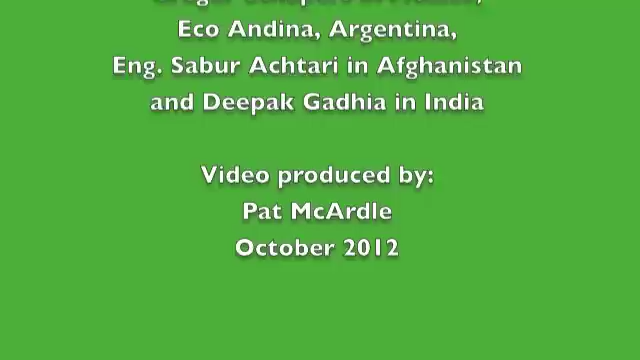 Eco Andina, Argentina,
Eng. Sabur Achtari in Afghanistan
and Deepak Gadhia in India
Video produced by:
Pat McArdle
October 2012